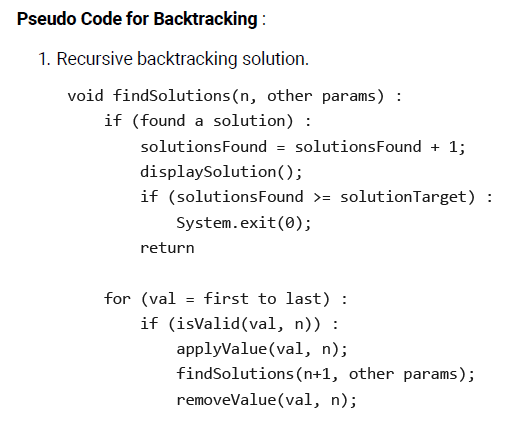 Pseudo Code for Backtracking :
1. Recursive backtracking solution.
void findSolutions(n, other params) :
if (found a solution) :
solutionsFound = solutionsFound + 1;
displaySolution();
if (solutionsFound >= solutionTarget) :
System.exit(0);
return
for (val = first to last) :
if (isValid(val, n)) :
applyValue(val, n);
findSolutions(n+1, other params);
removeValue(val, n);